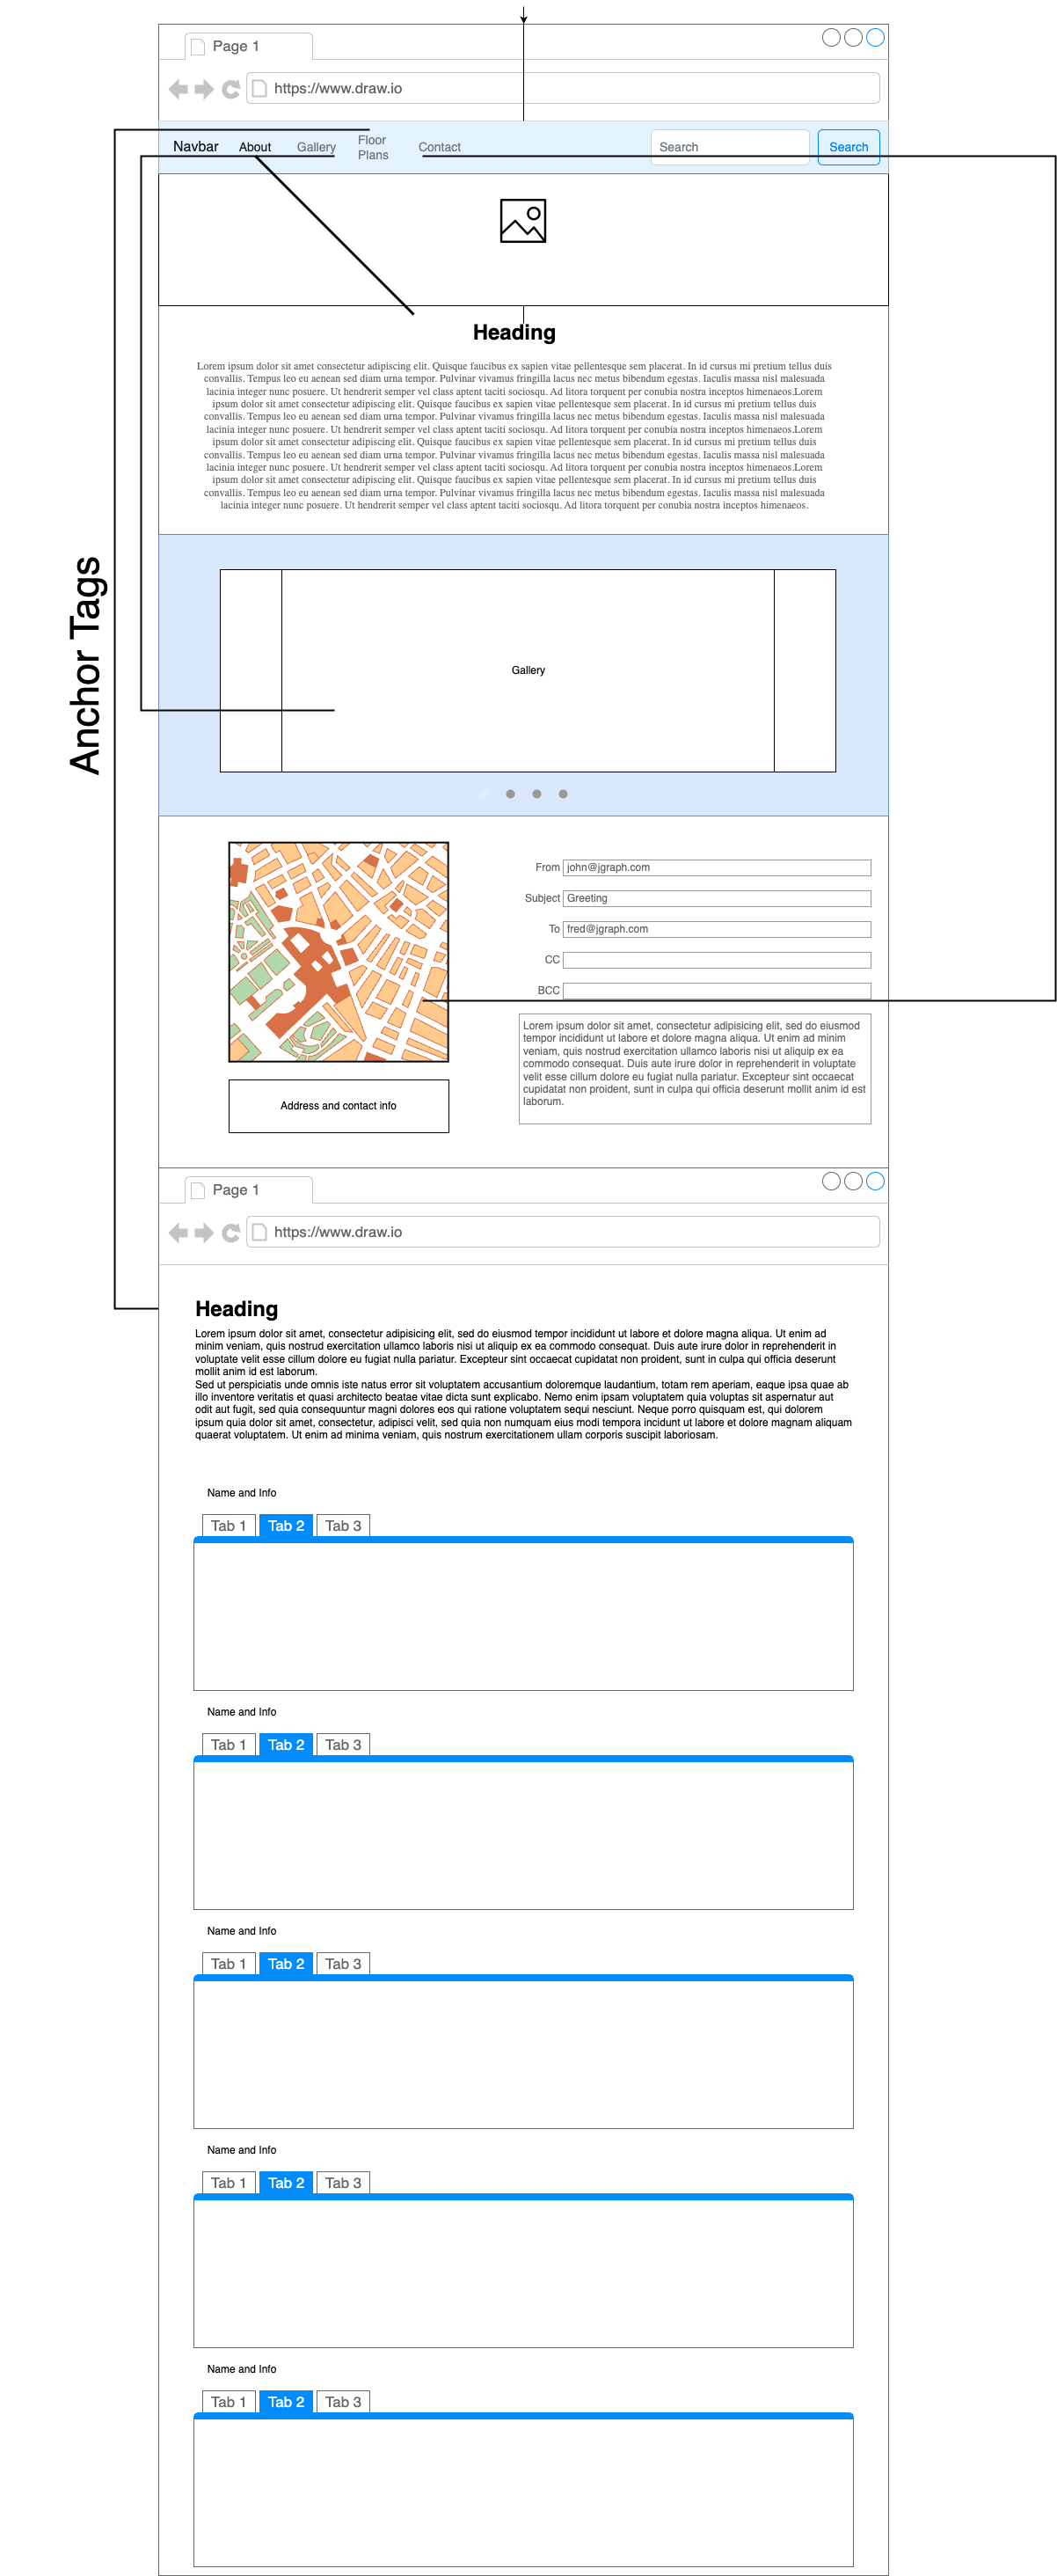 Page 1
https://www.draw.io
Navbar
About
Gallery
Floor
Plans
Contact
Search
Search
Heading
Lorem ipsum dolor sit amet consectetur adipiscing elit. Quisque faucibus ex sapien vitae pellentesque sem placerat. In id cursus mi pretium tellus duis
convallis. Tempus leo eu aenean sed diam urna tempor. Pulvinar vivamus fringilla lacus nec metus bibendum egestas. Iaculis massa nisl malesuada
lacinia integer nunc posuere. Ut hendrerit semper vel class aptent taciti sociosqu. Ad litora torquent per conubia nostra inceptos himenaeos.Lorem
ipsum dolor sit amet consectetur adipiscing elit. Quisque faucibus ex sapien vitae pellentesque sem placerat. In id cursus mi pretium tellus duis
convallis. Tempus leo eu aenean sed diam urna tempor. Pulvinar vivamus fringilla lacus nec metus bibendum egestas. Iaculis massa nisl malesuada
lacinia integer nunc posuere. Ut hendrerit semper vel class aptent taciti sociosqu. Ad litora torquent per conubia nostra inceptos himenaeos.Lorem
ipsum dolor sit amet consectetur adipiscing elit. Quisque faucibus ex sapien vitae pellentesque sem placerat. In id cursus mi pretium tellus duis
convallis. Tempus leo eu aenean sed diam urna tempor. Pulvinar vivamus fringilla lacus nec metus bibendum egestas. Iaculis massa nisl malesuada
lacinia integer nunc posuere. Ut hendrerit semper vel class aptent taciti sociosqu. Ad litora torquent per conubia nostra inceptos himenaeos.Lorem
ipsum dolor sit amet consectetur adipiscing elit. Quisque faucibus ex sapien vitae pellentesque sem placerat. In id cursus mi pretium tellus duis
convallis. Tempus leo eu aenean sed diam urna tempor. Pulvinar vivamus fringilla lacus nec metus bibendum egestas. Iaculis massa nisl malesuada
lacinia integer nunc posuere. Ut hendrerit semper vel class aptent taciti sociosqu. Ad litora torquent per conubia nostra inceptos himenaeos.
Anchor Tags
Gallery
From john@jgraph.com
Subject Greeting
To fred@jgraph.com
CC
BCC
Lorem ipsum dolor sit amet, consectetur adipisicing elit, sed do eiusmod
tempor incididunt ut labore et dolore magna aliqua. Ut enim ad minim
veniam, quis nostrud exercitation ullamco laboris nisi ut aliquip ex ea
commodo consequat. Duis aute irure dolor in reprehenderit in voluptate
velit esse cillum dolore eu fugiat nulla pariatur. Excepteur sint occaecat
cupidatat non proident, sunt in culpa qui officia deserunt mollit anim id est
laborum.
Address and contact info
Page 1
https://www.draw.io
Heading
Lorem ipsum dolor sit amet, consectetur adipisicing elit, sed do eiusmod tempor incididunt ut labore et dolore magna aliqua. Ut enim ad
minim veniam, quis nostrud exercitation ullamco laboris nisi ut aliquip ex ea commodo consequat. Duis aute irure dolor in reprehenderit in
voluptate velit esse cillum dolore eu fugiat nulla pariatur. Excepteur sint occaecat cupidatat non proident, sunt in culpa qui officia deserunt
mollit anim id est laborum.
Sed ut perspiciatis unde omnis iste natus error sit voluptatem accusantium doloremque laudantium, totam rem aperiam, eaque ipsa quae ab
illo inventore veritatis et quasi architecto beatae vitae dicta sunt explicabo. Nemo enim ipsam voluptatem quia voluptas sit aspernatur aut
odit aut fugit, sed quia consequuntur magni dolores eos qui ratione voluptatem sequi nesciunt. Neque porro quisquam est, qui dolorem
ipsum quia dolor sit amet, consectetur, adipisci velit, sed quia non numquam eius modi tempora incidunt ut labore et dolore magnam aliquam
quaerat voluptatem. Ut enim ad minima veniam, quis nostrum exercitationem ullam corporis suscipit laboriosam.
Name and Info
Tab 1 Tab 2 Tab 3
Name and Info
Tab 1 Tab 2 Tab 3
Name and Info
Tab 1 Tab 2 Tab 3
Name and Info
Tab 1 Tab 2 Tab 3
Name and Info
Tab 1 Tab 2 Tab 3